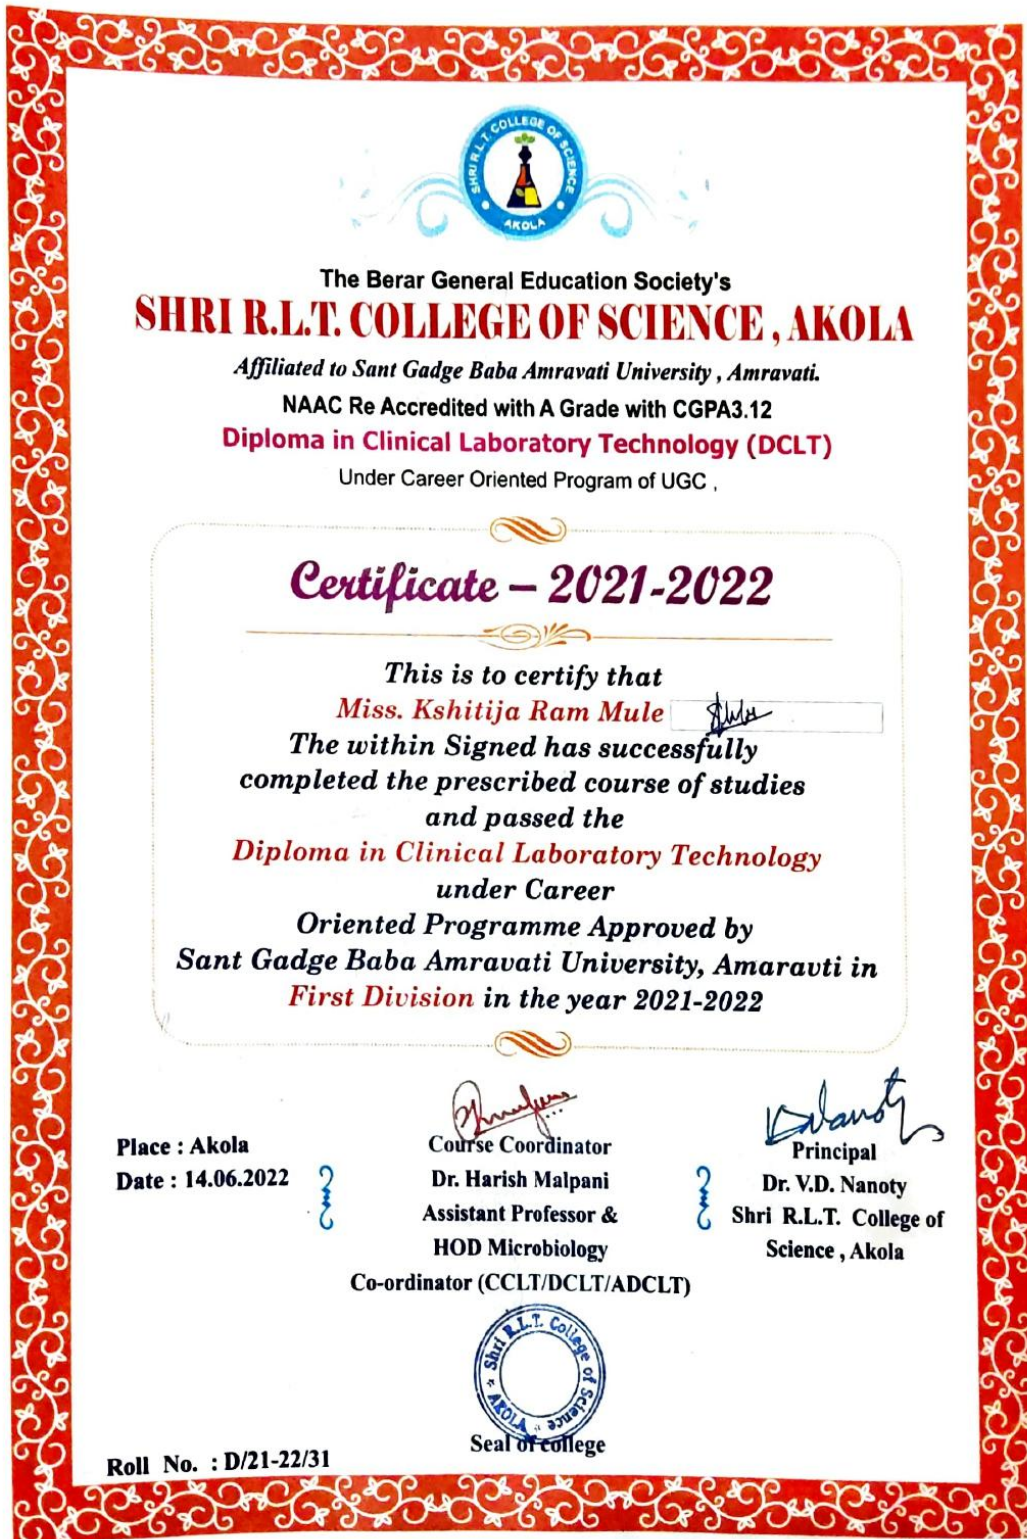 SHRI R.L.T. COLLEGE OF SCIENCE
AKOLA
The Berar General Education Society's
SHRI R.L.T. COLLEGE OF SCIENCE , AKOLA
Affiliated to Sant Gadge Baba Amravati University , Amravati.
NAAC Re Accredited with A Grade with CGPA3.12
Diploma in Clinical Laboratory Technology (DCLT)
Under Career Oriented Program of UGC ,
Certificate – 2021-2022
This is to certify that
Miss. Kshitija Ram Mule
The within Signed has successfully
completed the prescribed course of studies
and passed the
Diploma in Clinical Laboratory Technology
under Career
Oriented Programme Approved by
Sant Gadge Baba Amravati University, Amaravti in
First Division in the year 2021-2022
Place : Akola
Date : 14.06.2022
Course Coordinator
Dr. Harish Malpani
Assistant Professor &
HOD Microbiology
Co-ordinator (CCLT/DCLT/ADCLT)
Principal
Dr. V.D. Nanoty
Shri R.L.T. College of
Science , Akola
Shri R.L.T. College of Science
AKOLA
Seal of college
Roll No. : D/21-22/31